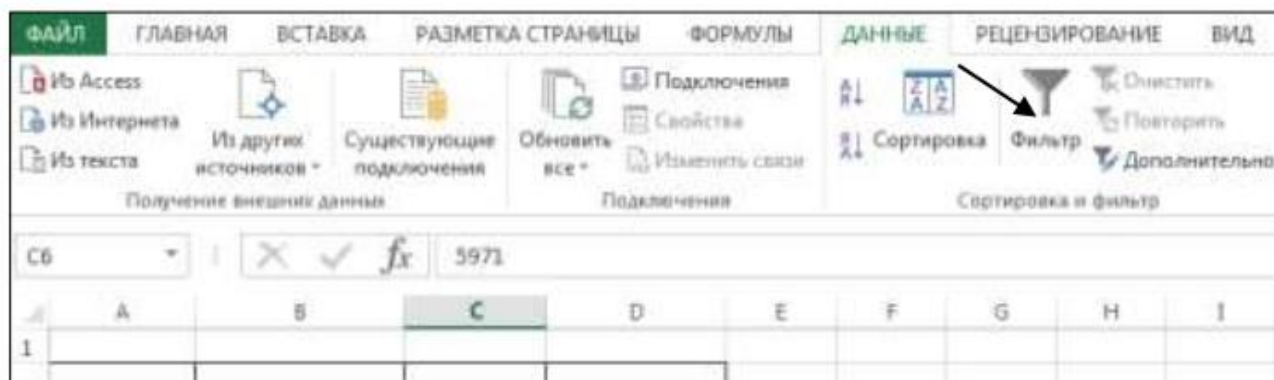 ФАЙЛ ГЛАВНАЯ ВСТАВКА РАЗМЕТКА СТРАНИЦЫ ФОРМУЛЫ ДАННЫЕ РЕЦЕНЗИРОВАНИЕ ВИД
Из Access
Из Интернета
Из текста
Из других
источников
Существующие
подключения
Получение внешних данных
Обновить
все
Подключения
Свойства
Изменить связи
Подключения
А Я
Я А
Сортировка
Фильтр
Очистить
Повторить
Дополнительно
Сортировка и фильтр
C6 fx 5971
A B C D E F G H I
1